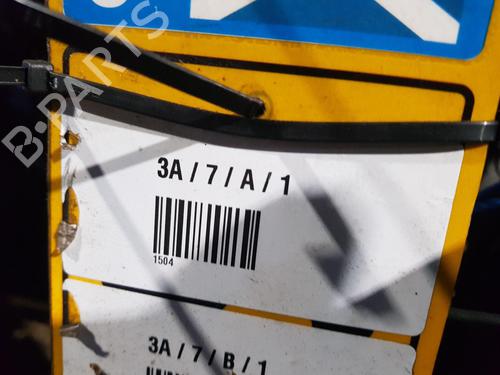 B-PARTS
3A / 7 / A / 1
1504
3A / 7 / B / 1